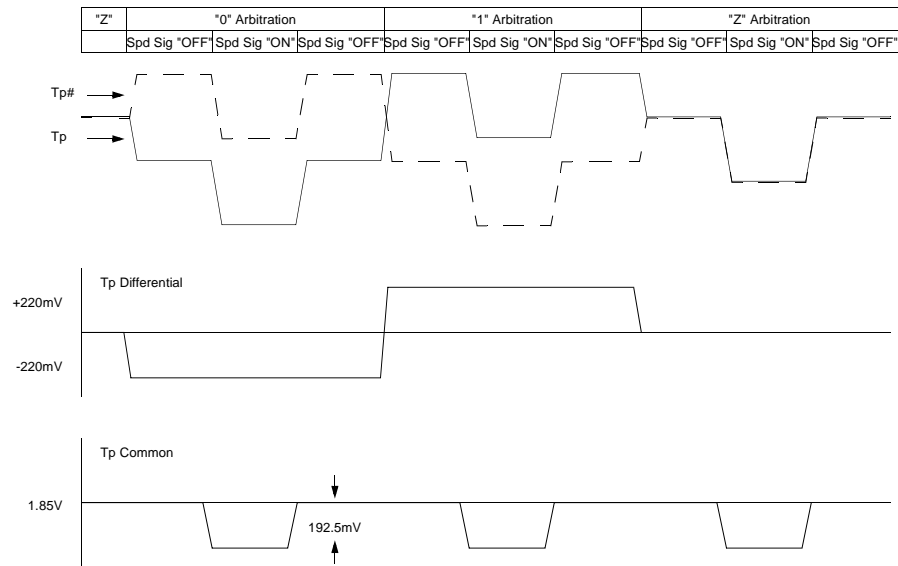 "Z" "0" Arbitration "1" Arbitration "Z" Arbitration
Spd Sig "OFF" Spd Sig "ON" Spd Sig "OFF" Spd Sig "OFF" Spd Sig "ON" Spd Sig "OFF" Spd Sig "OFF" Spd Sig "ON" Spd Sig "OFF"
Tp#
Tp
Tp Differential
+220mV
-220mV
Tp Common
1.85V
192.5mV